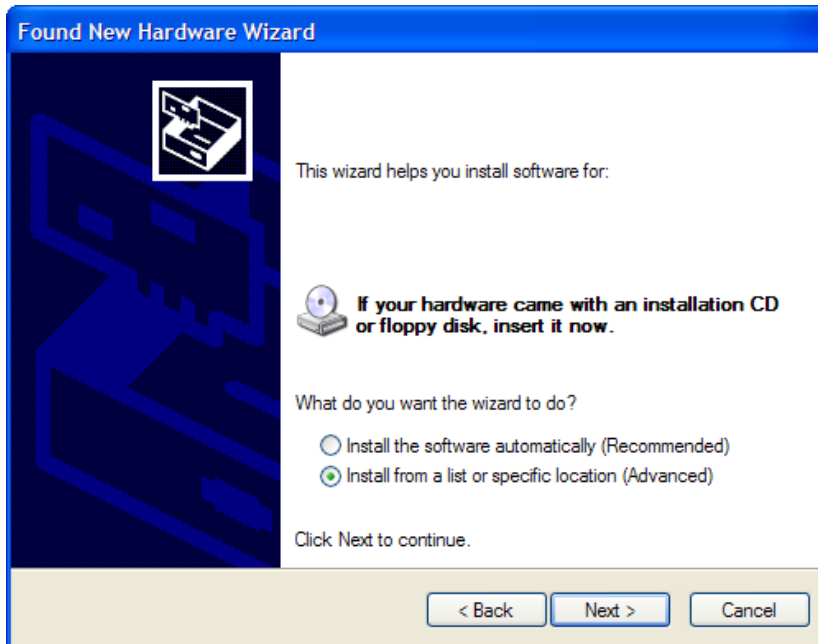 Found New Hardware Wizard
This wizard helps you install software for:
If your hardware came with an installation CD
or floppy disk, insert it now.
What do you want the wizard to do?
Install the software automatically (Recommended)
Install from a list or specific location (Advanced)
Click Next to continue.
< Back Next > Cancel